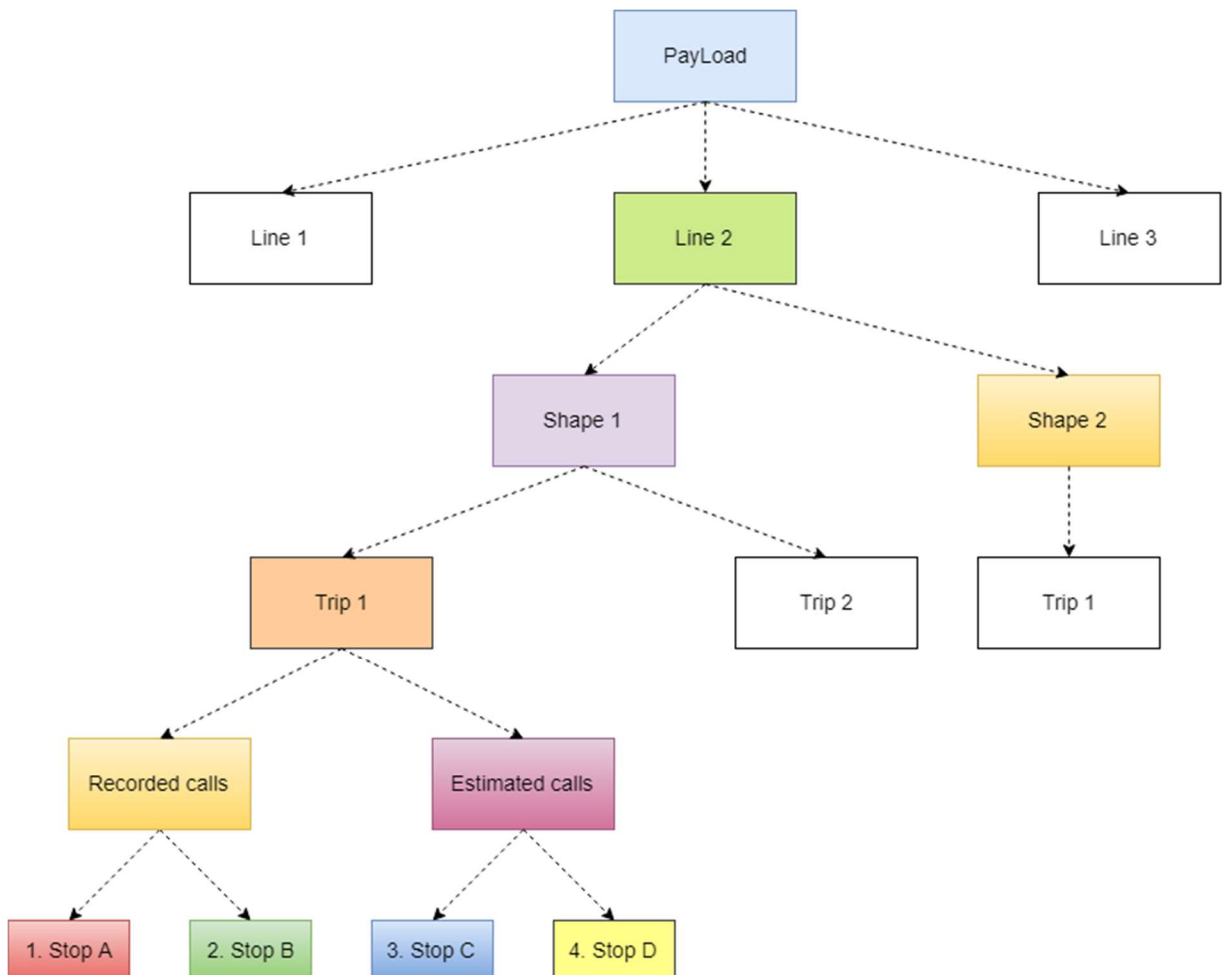 PayLoad
Line 1
Line 2
Line 3
Shape 1
Shape 2
Trip 1
Trip 2
Trip 1
Recorded calls
Estimated calls
1. Stop A
2. Stop B
3. Stop C
4. Stop D